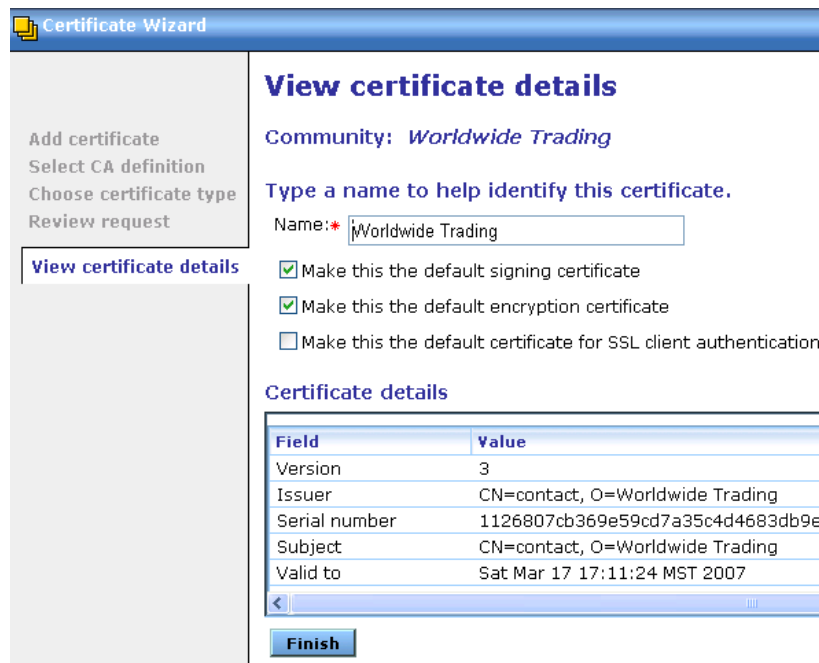 Certificate Wizard
Add certificate
Select CA definition
Choose certificate type
Review request
View certificate details
View certificate details
Community: Worldwide Trading
Type a name to help identify this certificate.
Name:* Worldwide Trading
Make this the default signing certificate
Make this the default encryption certificate
Make this the default certificate for SSL client authentication
Certificate details
Field Value
Version 3
Issuer CN=contact, O=Worldwide Trading
Serial number 1126807cb369e59cd7a35c4d4683db9e
Subject CN=contact, O=Worldwide Trading
Valid to Sat Mar 17 17:11:24 MST 2007
Finish